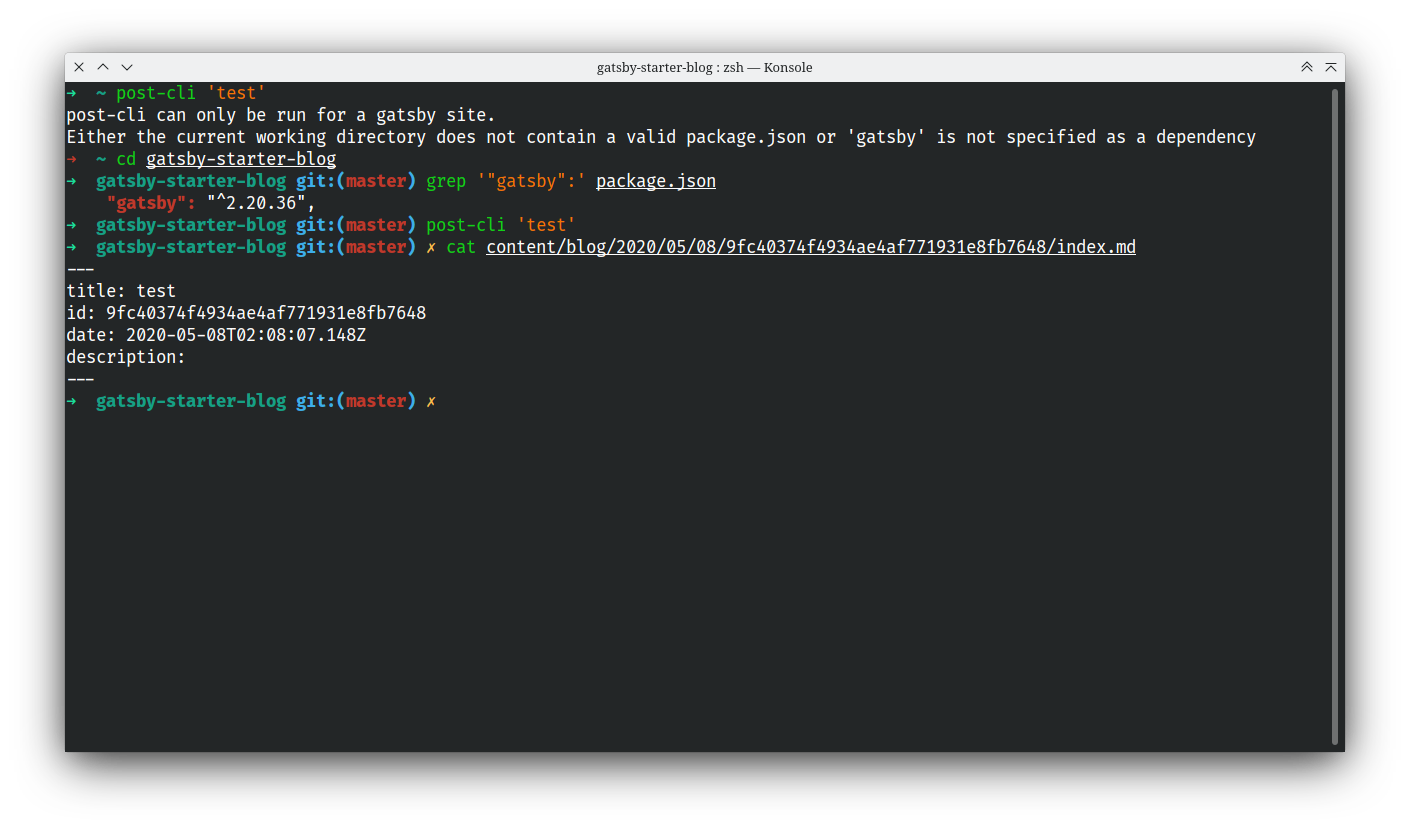 gatsby-starter-blog : zsh — Konsole
➜  ~ post-cli 'test'
post-cli can only be run for a gatsby site.
Either the current working directory does not contain a valid package.json or 'gatsby' is not specified as a dependency
➜  ~ cd gatsby-starter-blog
➜  gatsby-starter-blog git:(master) grep '"gatsby":' package.json
    "gatsby": "^2.20.36",
➜  gatsby-starter-blog git:(master) post-cli 'test'
➜  gatsby-starter-blog git:(master) ✗ cat content/blog/2020/05/08/9fc40374f4934ae4af771931e8fb7648/index.md
---
title: test
id: 9fc40374f4934ae4af771931e8fb7648
date: 2020-05-08T02:08:07.148Z
description:
---
➜  gatsby-starter-blog git:(master) ✗